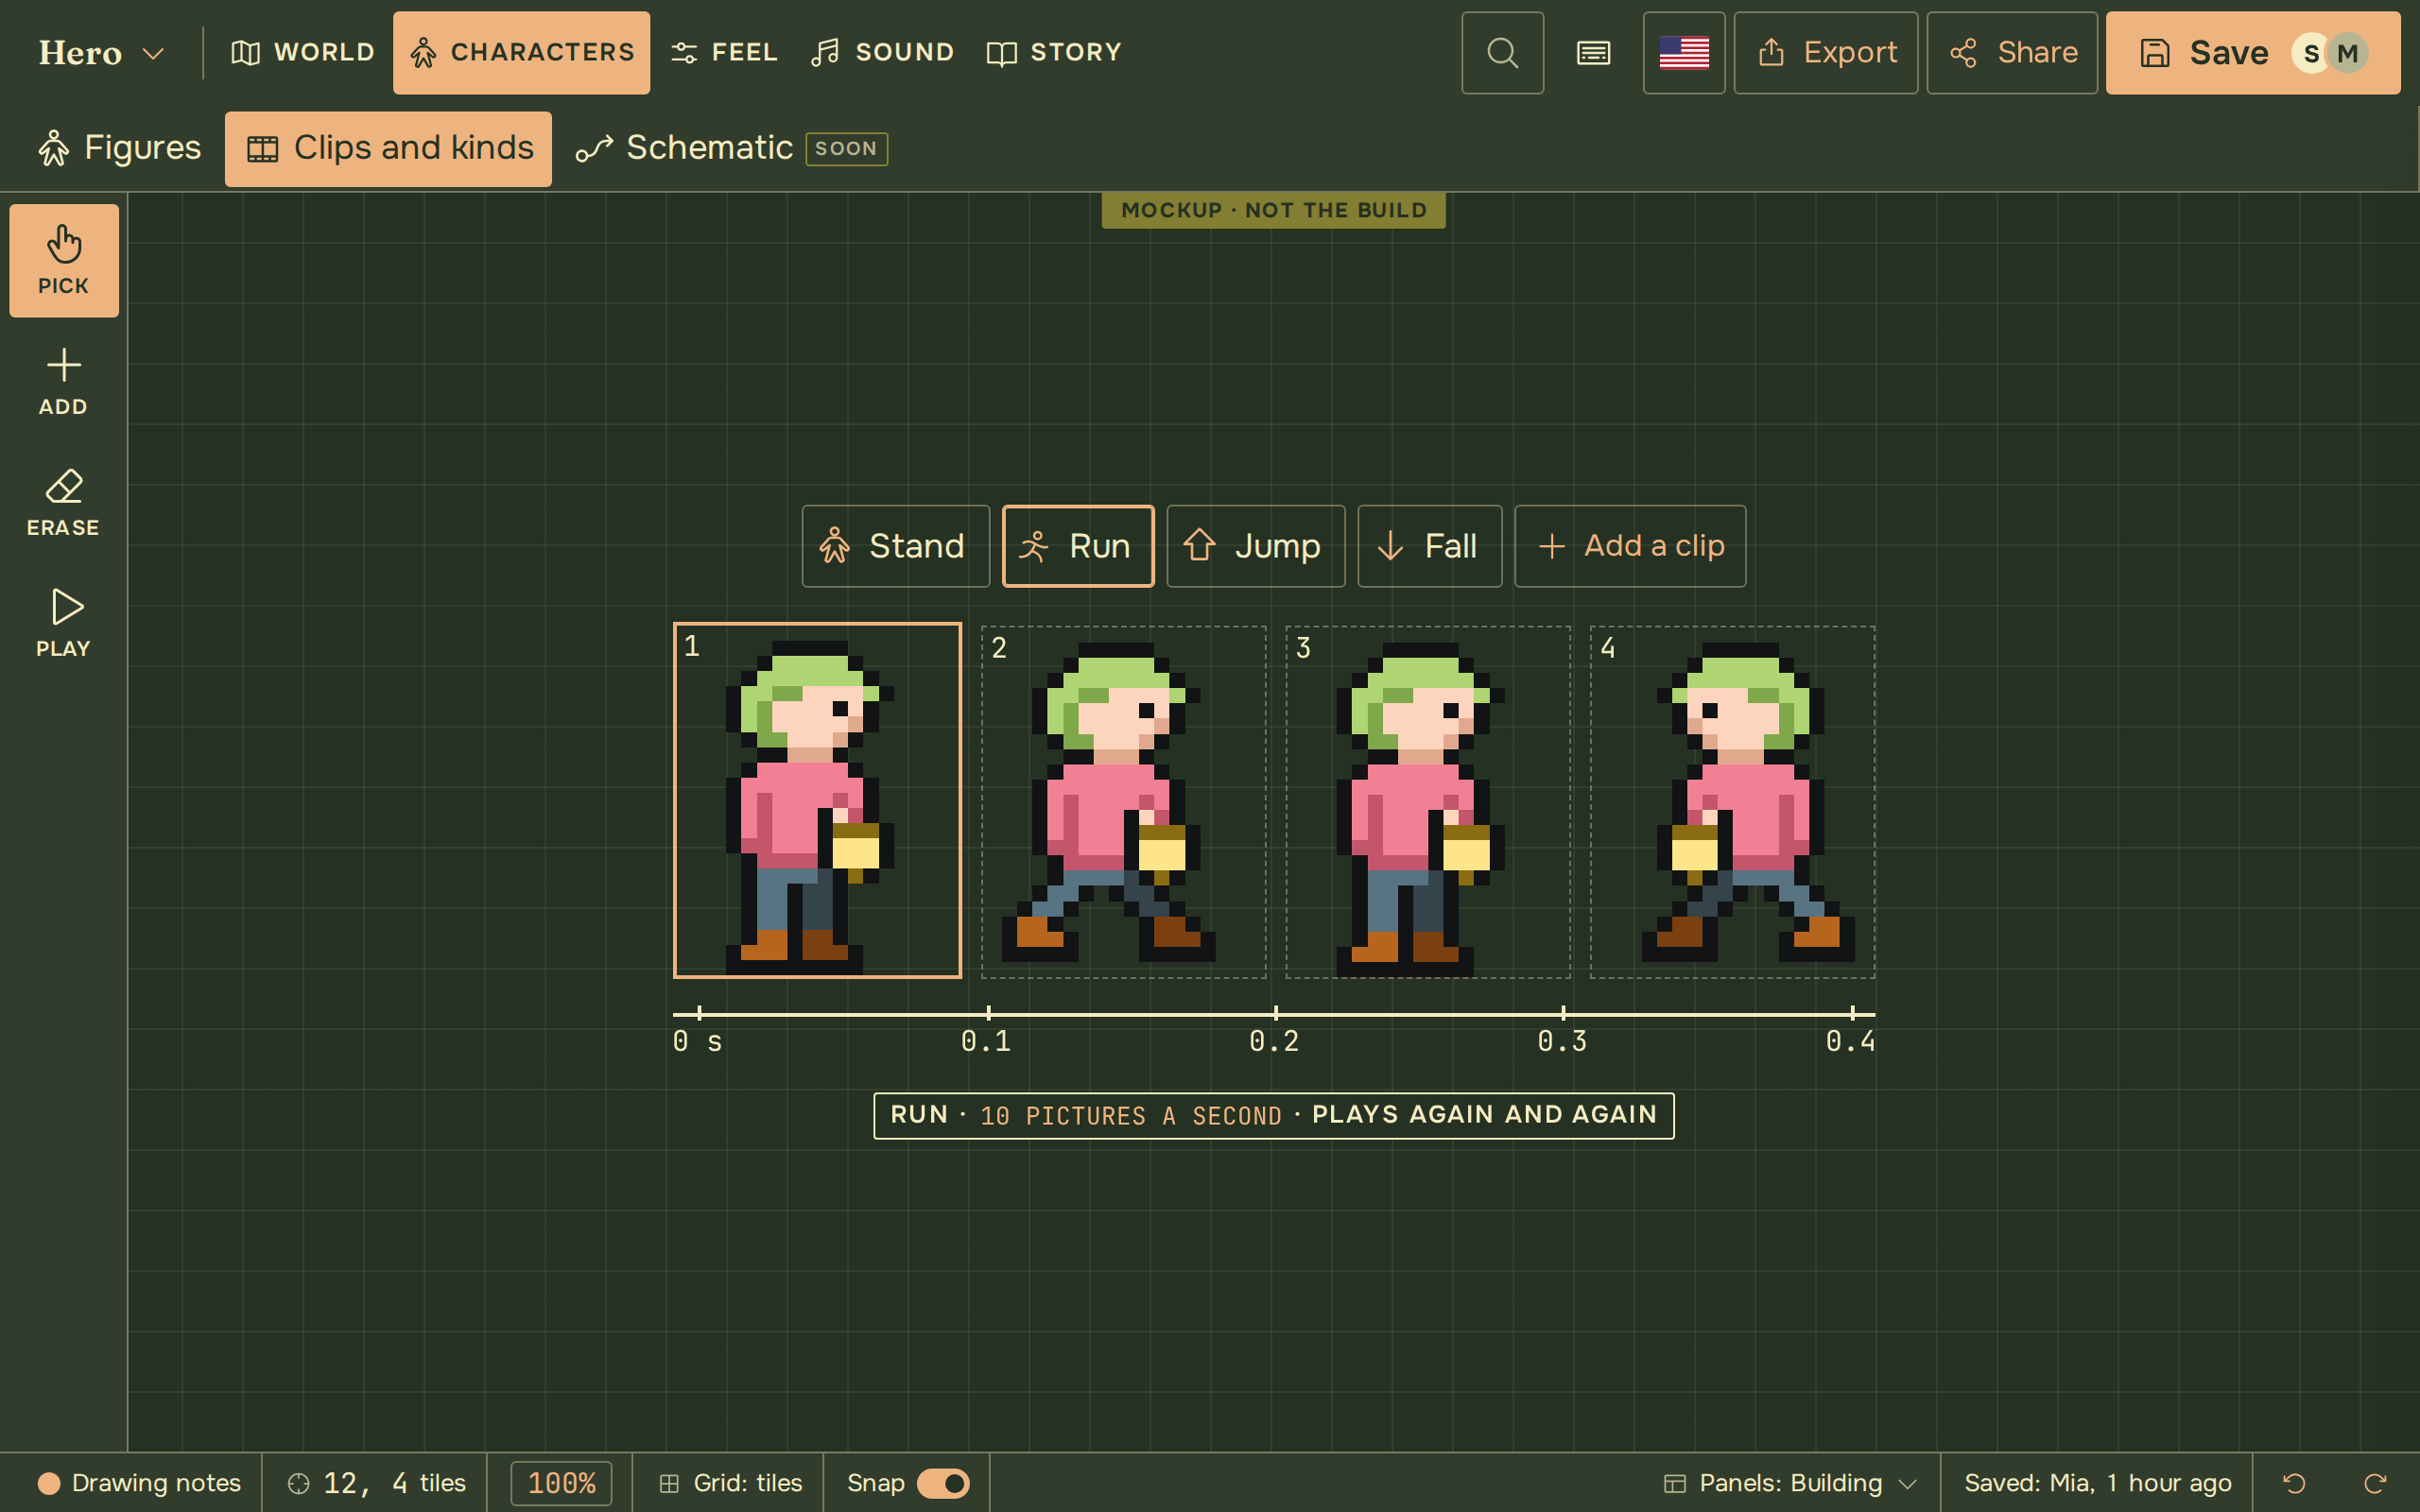 Hero WORLD CHARACTERS FEEL SOUND STORY Export Share Save S M
Figures Clips and kinds Schematic SOON
MOCKUP · NOT THE BUILD
PICK
ADD
ERASE
PLAY
Stand Run Jump Fall Add a clip
1 2 3 4
0 s 0.1 0.2 0.3 0.4
RUN · 10 PICTURES A SECOND · PLAYS AGAIN AND AGAIN
Drawing notes 12, 4 tiles 100% Grid: tiles Snap Panels: Building Saved: Mia, 1 hour ago